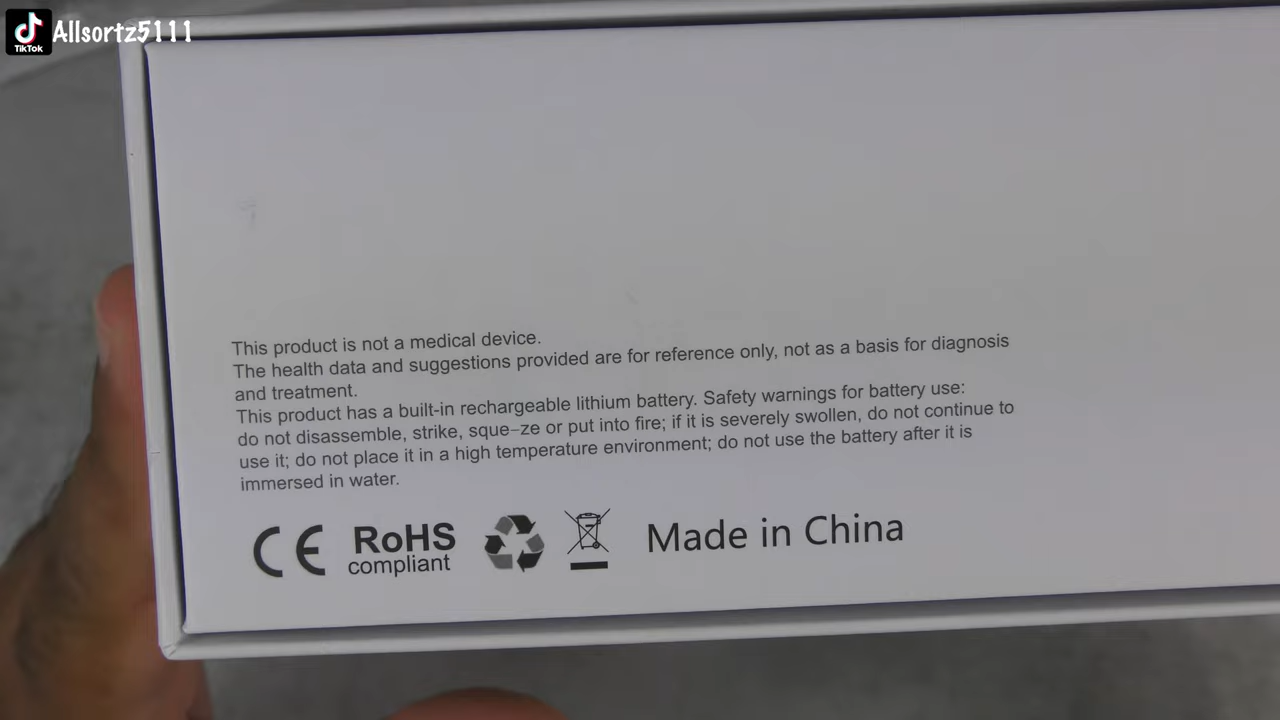 TikTok
Allsortz5111
This product is not a medical device.
The health data and suggestions provided are for reference only, not as a basis for diagnosis
and treatment.
This product has a built-in rechargeable lithium battery. Safety warnings for battery use:
do not disassemble, strike, sque-ze or put into fire; if it is severely swollen, do not continue to
use it; do not place it in a high temperature environment; do not use the battery after it is
immersed in water.
CE RoHS Made in China
compliant